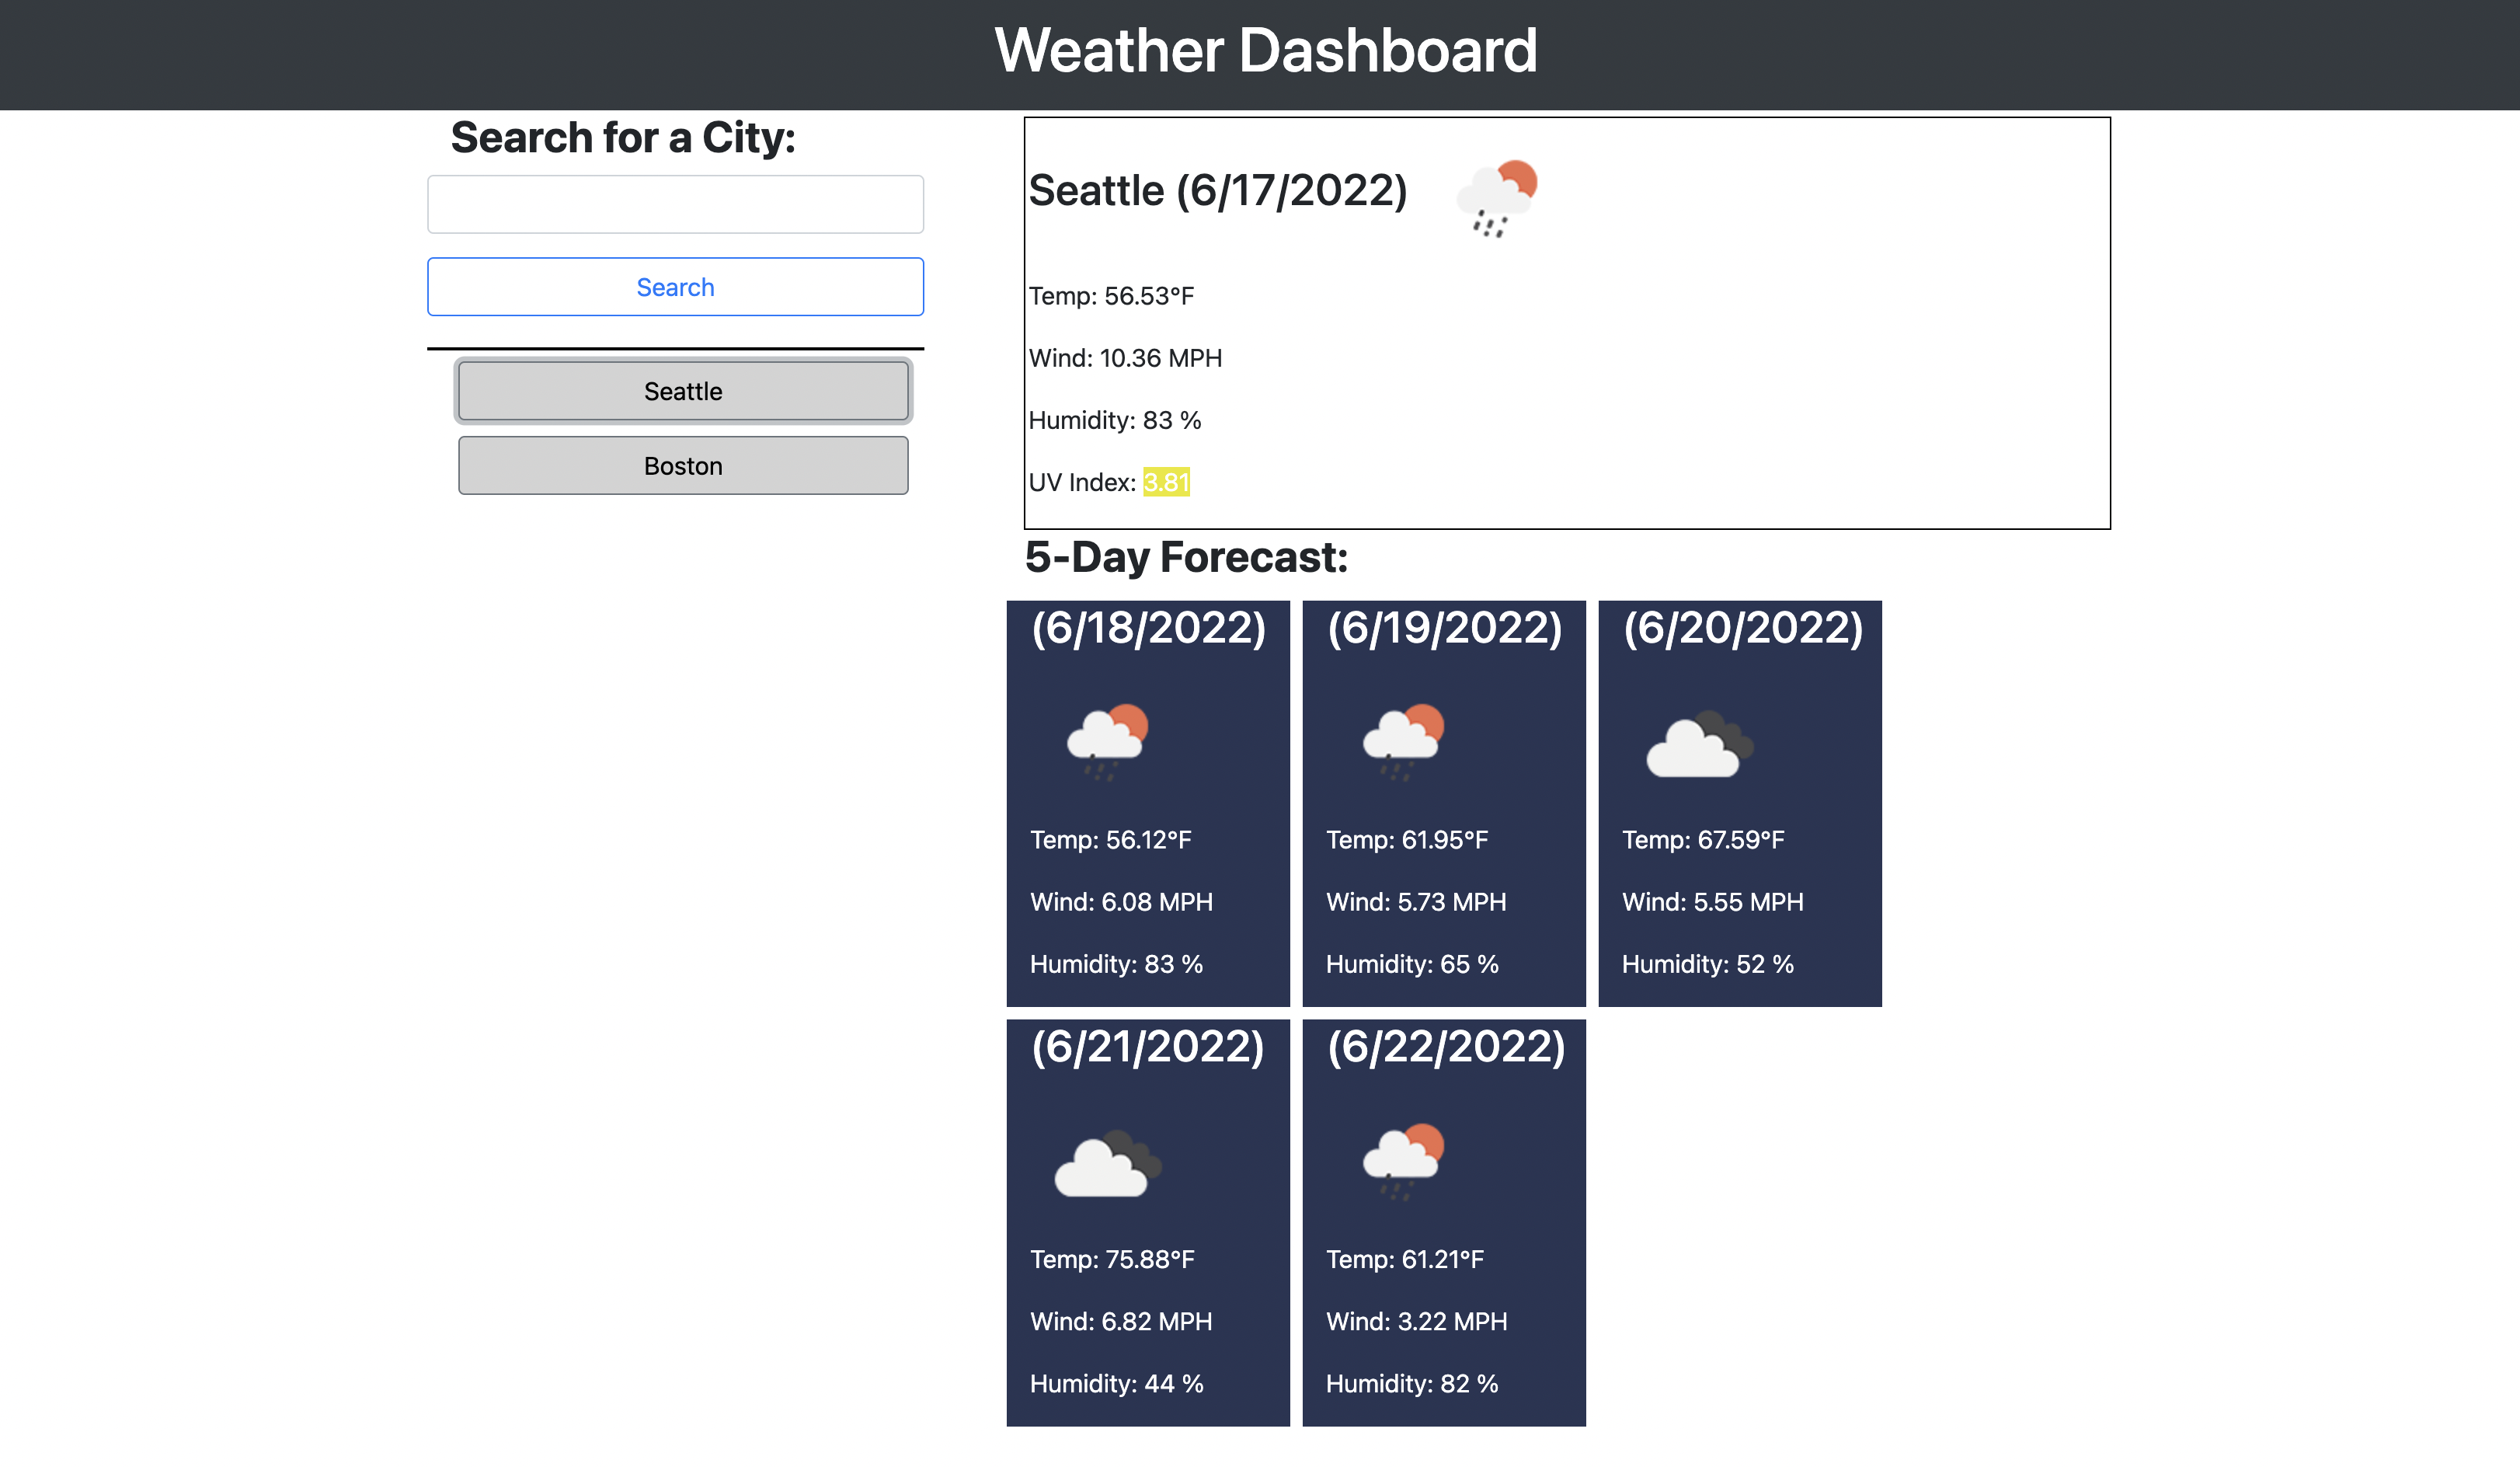 Weather Dashboard
Search for a City:
Search
Seattle
Boston
Seattle (6/17/2022)
Temp: 56.53°F
Wind: 10.36 MPH
Humidity: 83 %
UV Index: 3.81
5-Day Forecast:
(6/18/2022)
Temp: 56.12°F
Wind: 6.08 MPH
Humidity: 83 %
(6/19/2022)
Temp: 61.95°F
Wind: 5.73 MPH
Humidity: 65 %
(6/20/2022)
Temp: 67.59°F
Wind: 5.55 MPH
Humidity: 52 %
(6/21/2022)
Temp: 75.88°F
Wind: 6.82 MPH
Humidity: 44 %
(6/22/2022)
Temp: 61.21°F
Wind: 3.22 MPH
Humidity: 82 %